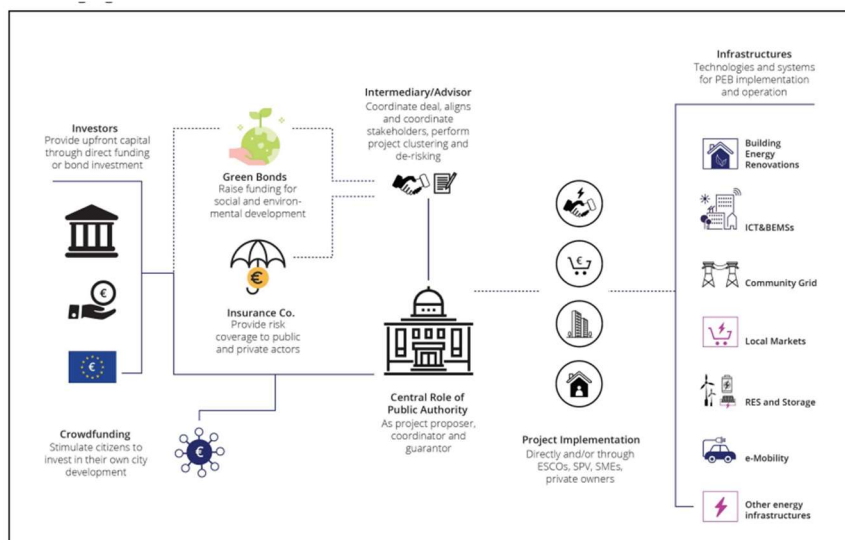 Investors
Provide upfront capital
through direct funding
or bond investment
Green Bonds
Raise funding for
social and environ-
mental development
€
Insurance Co.
Provide risk
coverage to public
and private actors
Intermediary/Advisor
Coordinate deal, aligns
and coordinate
stakeholders, perform
project clustering and
de-risking
€
€
Crowdfunding
Stimulate citizens to
invest in their own city
development
€
Central Role of
Public Authority
As project proposer,
coordinator and
guarantor
€
Project Implementation
Directly and/or through
ESCOs, SPV, SMEs,
private owners
Infrastructures
Technologies and systems
for PEB implementation
and operation
Building
Energy
Renovations
ICT&BEMSs
Community Grid
Local Markets
RES and Storage
e-Mobility
Other energy
infrastructures